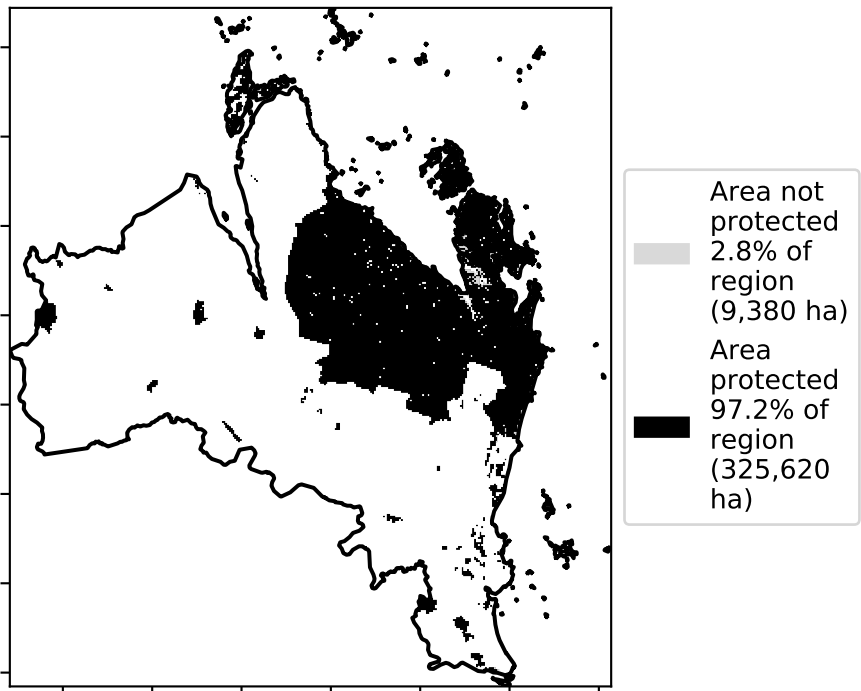 Area not
protected
2.8% of
region
(9,380 ha)
Area
protected
97.2% of
region
(325,620
ha)